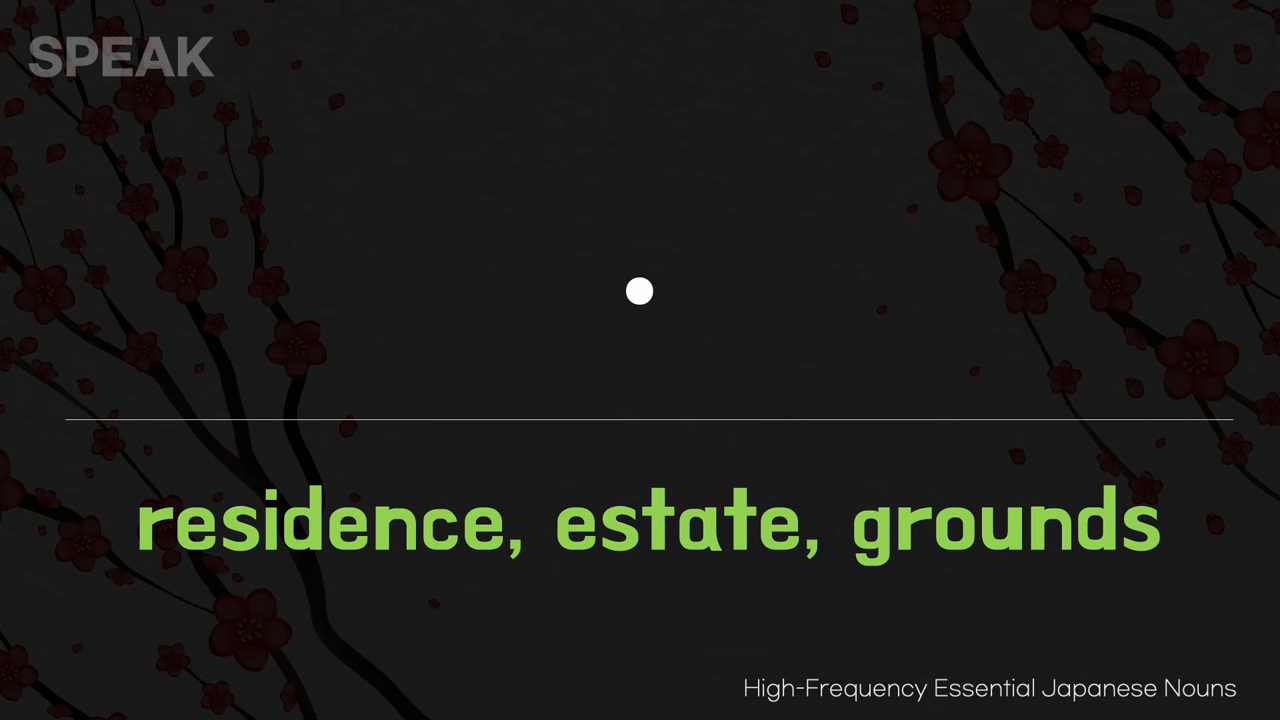 SPEAK
residence, estate, grounds
High-Frequency Essential Japanese Nouns